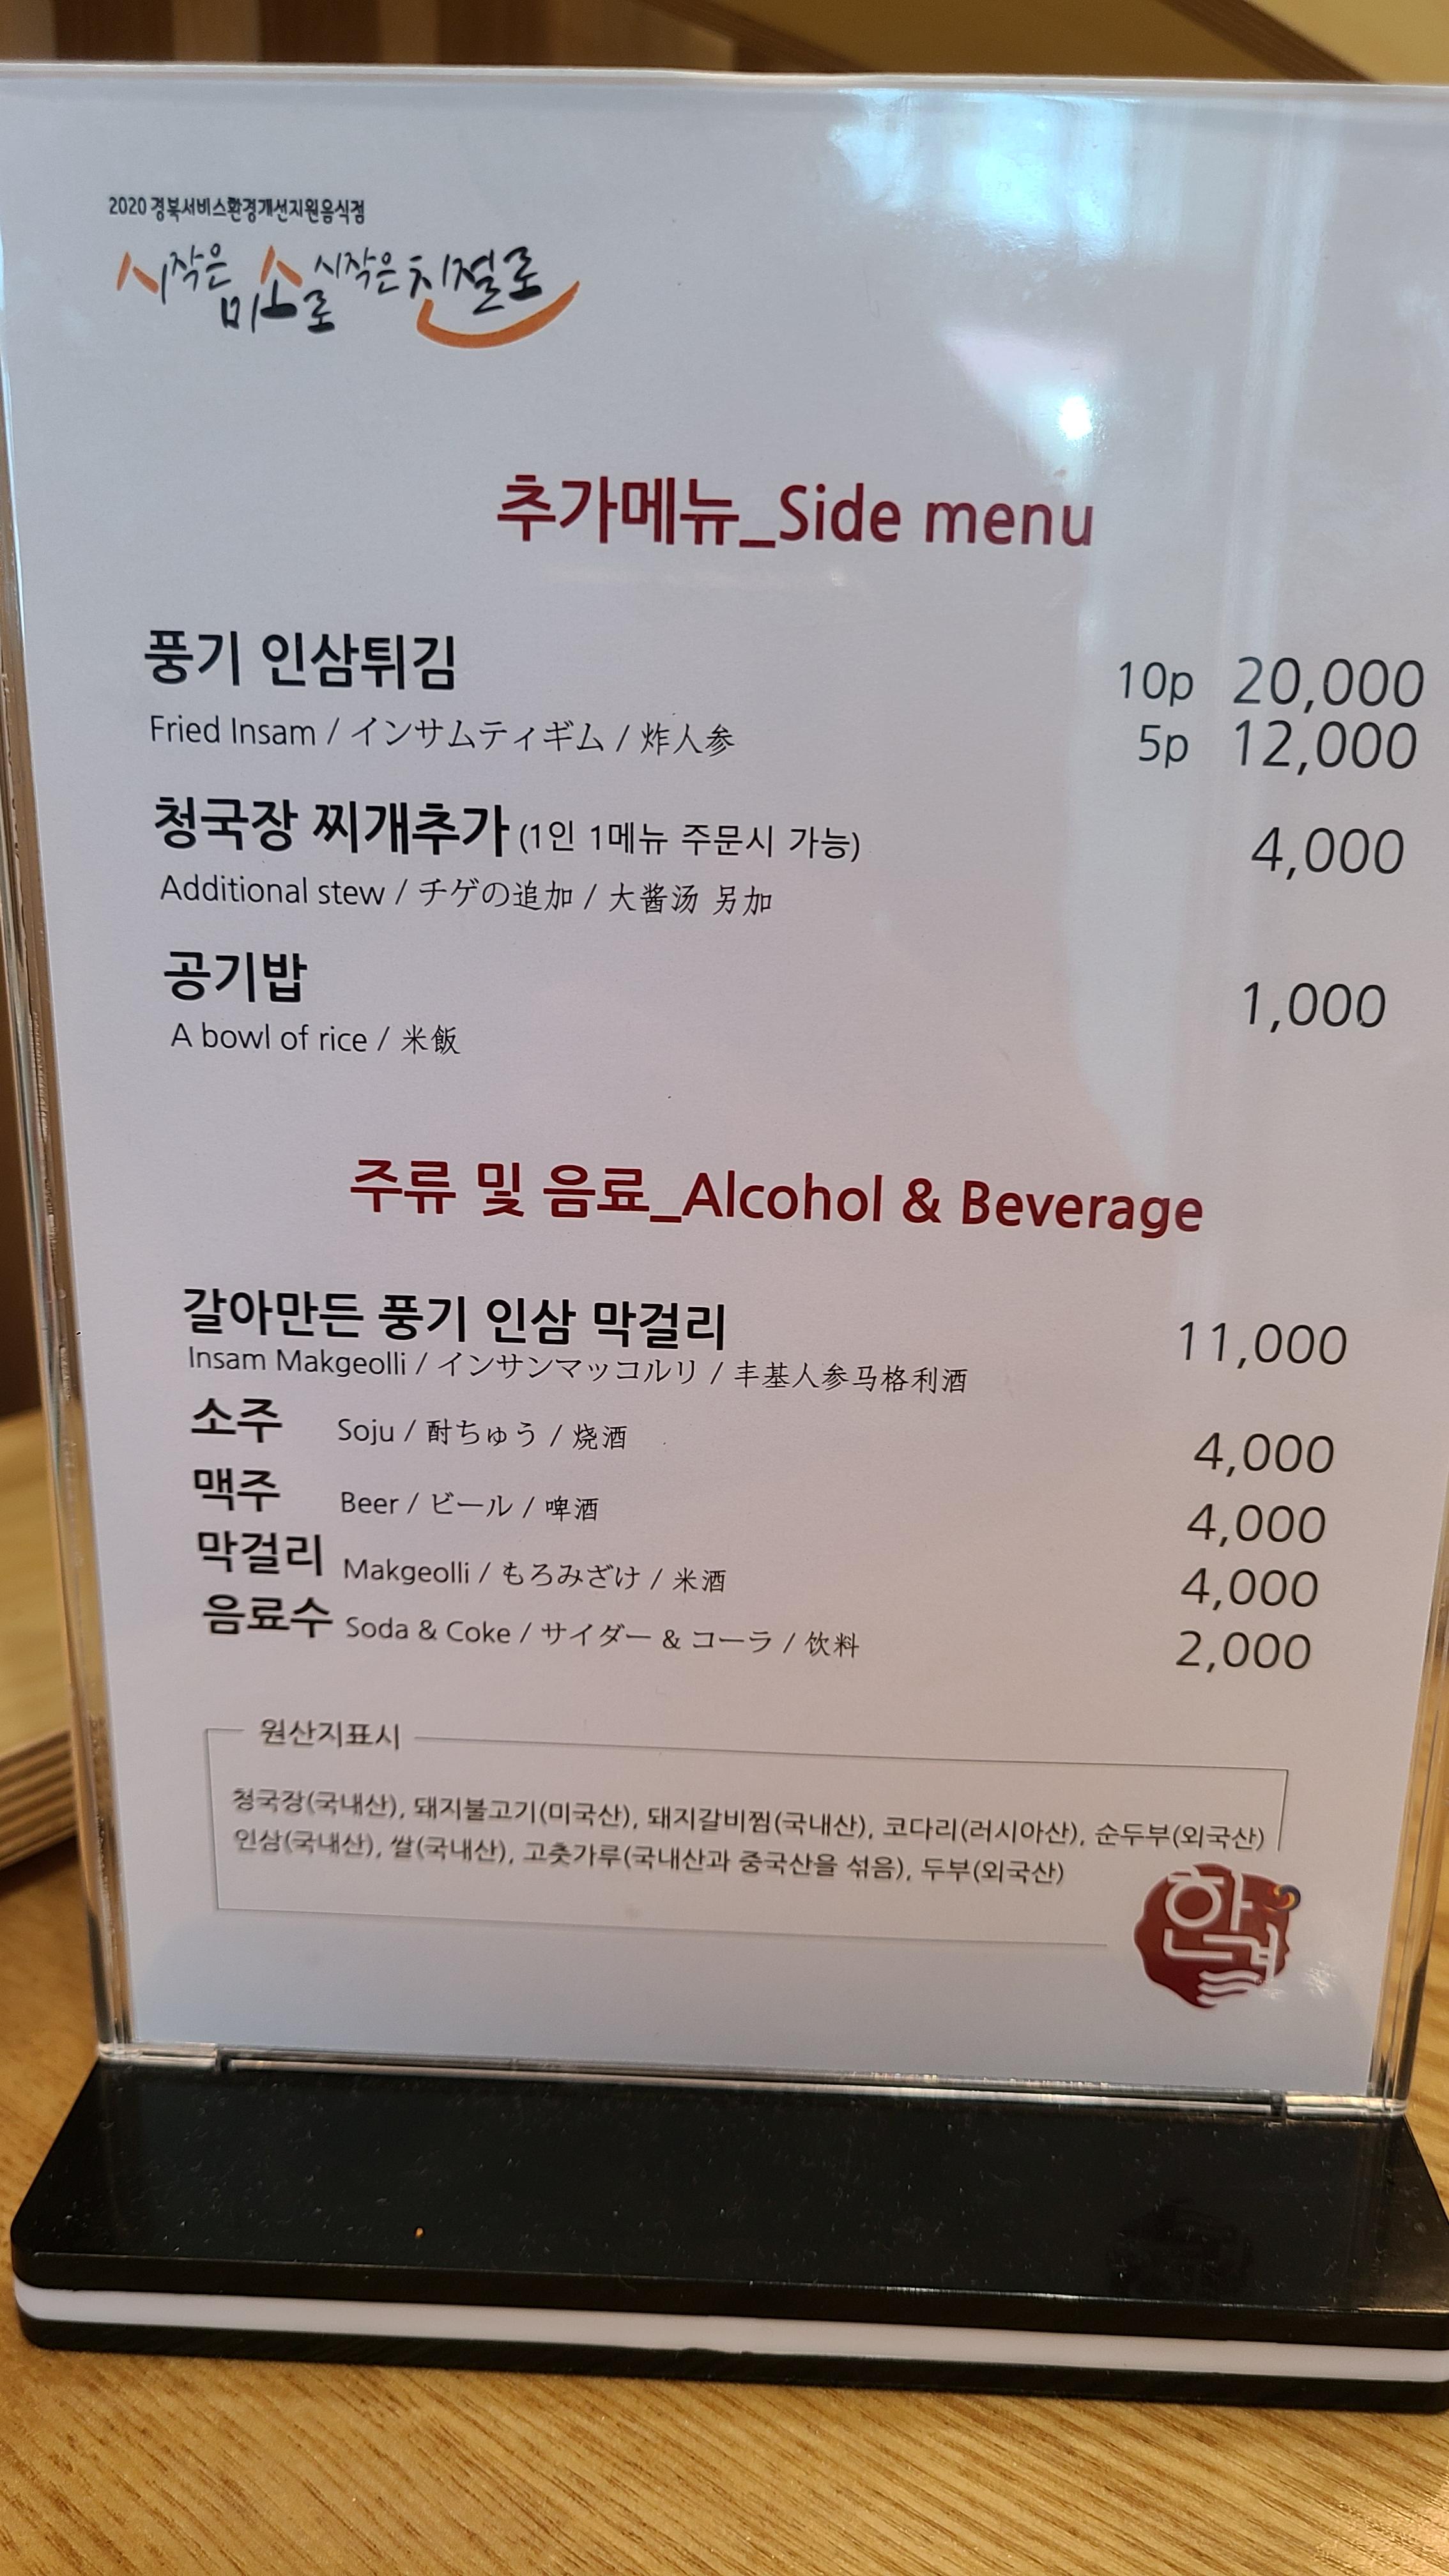 2020 경북서비스환경개선지원음식점
시작은 미소로 시작은 친절로
추가메뉴_Side menu
풍기 인삼튀김 10p 20,000
Fried Insam / インサムティギム / 炸人参 5p 12,000
청국장 찌개추가 (1인 1메뉴 주문시 가능) 4,000
Additional stew / チゲの追加 / 大酱汤 另加
공기밥 1,000
A bowl of rice / 米飯
주류 및 음료_Alcohol & Beverage
갈아만든 풍기 인삼 막걸리 11,000
Insam Makgeolli / インサンマッコルリ / 丰基人参马格利酒
소주 Soju / 酎ちゅう / 烧酒 4,000
맥주 Beer / ビール / 啤酒 4,000
막걸리 Makgeolli / もろみざけ / 米酒 4,000
음료수 Soda & Coke / サイダー & コーラ / 饮料 2,000
원산지표시
청국장(국내산), 돼지불고기(미국산), 돼지갈비찜(국내산), 코다리(러시아산), 순두부(외국산)
인삼(국내산), 쌀(국내산), 고춧가루(국내산과 중국산을 섞음), 두부(외국산)
한결